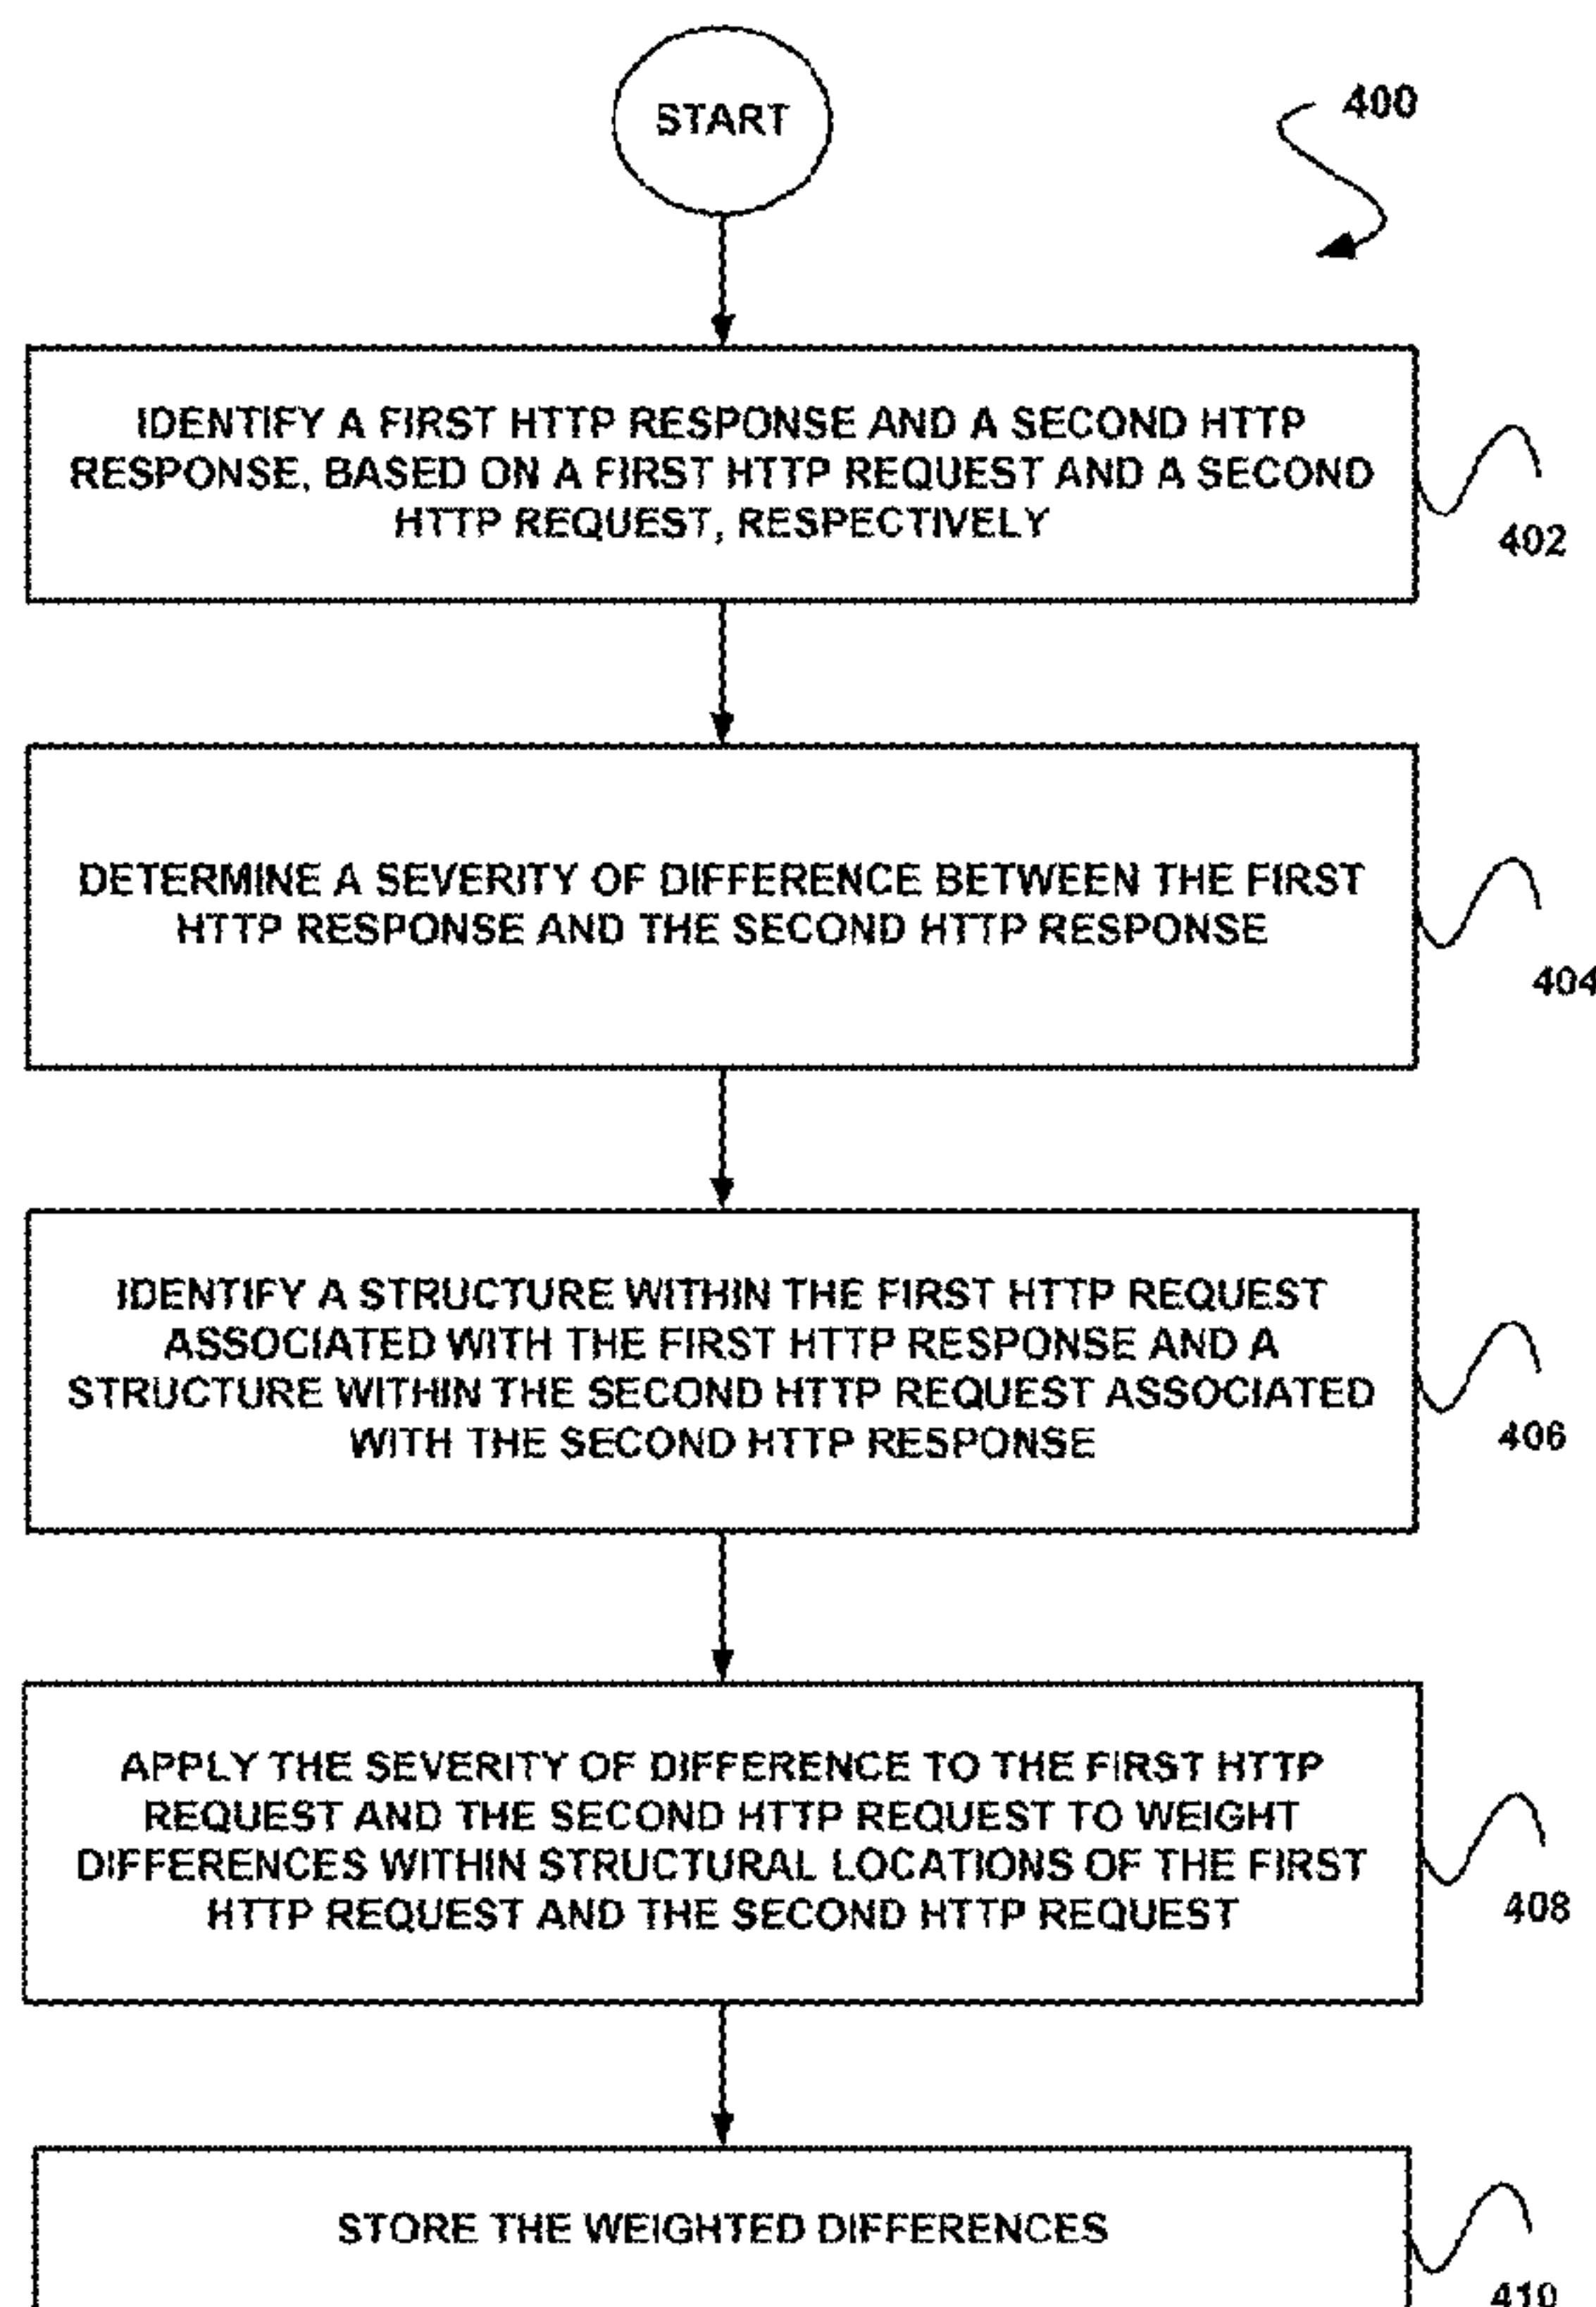 START
400
IDENTIFY A FIRST HTTP RESPONSE AND A SECOND HTTP
RESPONSE, BASED ON A FIRST HTTP REQUEST AND A SECOND
HTTP REQUEST, RESPECTIVELY
402
DETERMINE A SEVERITY OF DIFFERENCE BETWEEN THE FIRST
HTTP RESPONSE AND THE SECOND HTTP RESPONSE
404
IDENTIFY A STRUCTURE WITHIN THE FIRST HTTP REQUEST
ASSOCIATED WITH THE FIRST HTTP RESPONSE AND A
STRUCTURE WITHIN THE SECOND HTTP REQUEST ASSOCIATED
WITH THE SECOND HTTP RESPONSE
406
APPLY THE SEVERITY OF DIFFERENCE TO THE FIRST HTTP
REQUEST AND THE SECOND HTTP REQUEST TO WEIGHT
DIFFERENCES WITHIN STRUCTURAL LOCATIONS OF THE FIRST
HTTP REQUEST AND THE SECOND HTTP REQUEST
408
STORE THE WEIGHTED DIFFERENCES
410